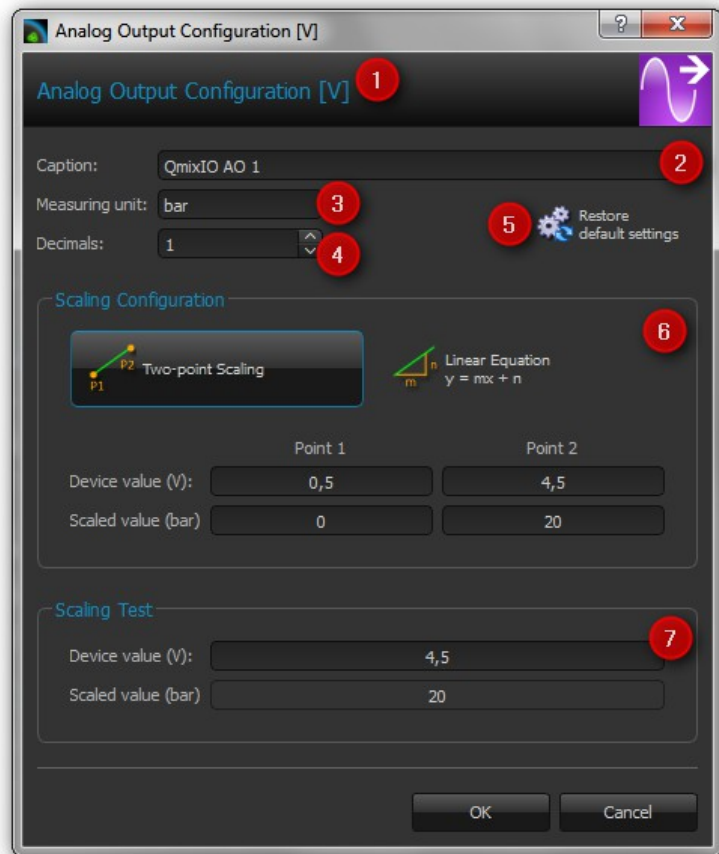 Analog Output Configuration [V]
?
Analog Output Configuration [V] 1
Caption: QmixIO AO 1 2
Measuring unit: bar 3
Decimals: 1 4
5 Restore
default settings
Scaling Configuration
6
P1 P2 Two-point Scaling
m n Linear Equation
y = mx + n
Point 1 Point 2
Device value (V): 0,5 4,5
Scaled value (bar) 0 20
Scaling Test
7
Device value (V): 4,5
Scaled value (bar) 20
OK Cancel